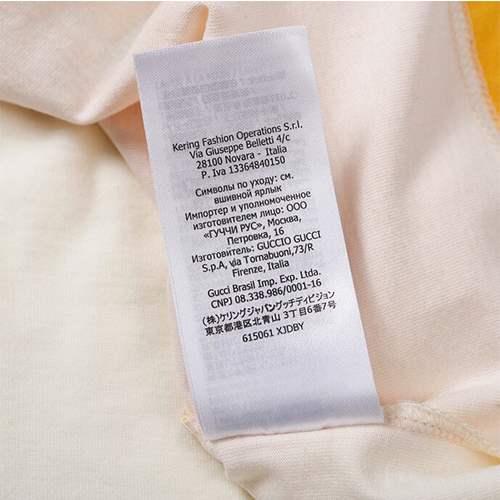 Kering Fashion Operations S.r.l.
Via Giuseppe Belletti 4/c
28100 Novara - Italia
P. Iva 13364840150
Символы по уходу: см.
вшивной ярлык
Импортер и уполномоченное
изготовителем лицо: ООО
"ГУЧЧИ РУС", Москва,
Петровка, 16
Изготовитель: GUCCIO GUCCI
S.p.A, via Tornabuoni,73/R
Firenze, Italia
Gucci Brasil Imp. Exp. Ltda.
CNPJ 08.338.986/0001-16
(株)ケリングジャパングッチディビジョン
東京都港区北青山 3丁目6番7号
615061 XJDBY